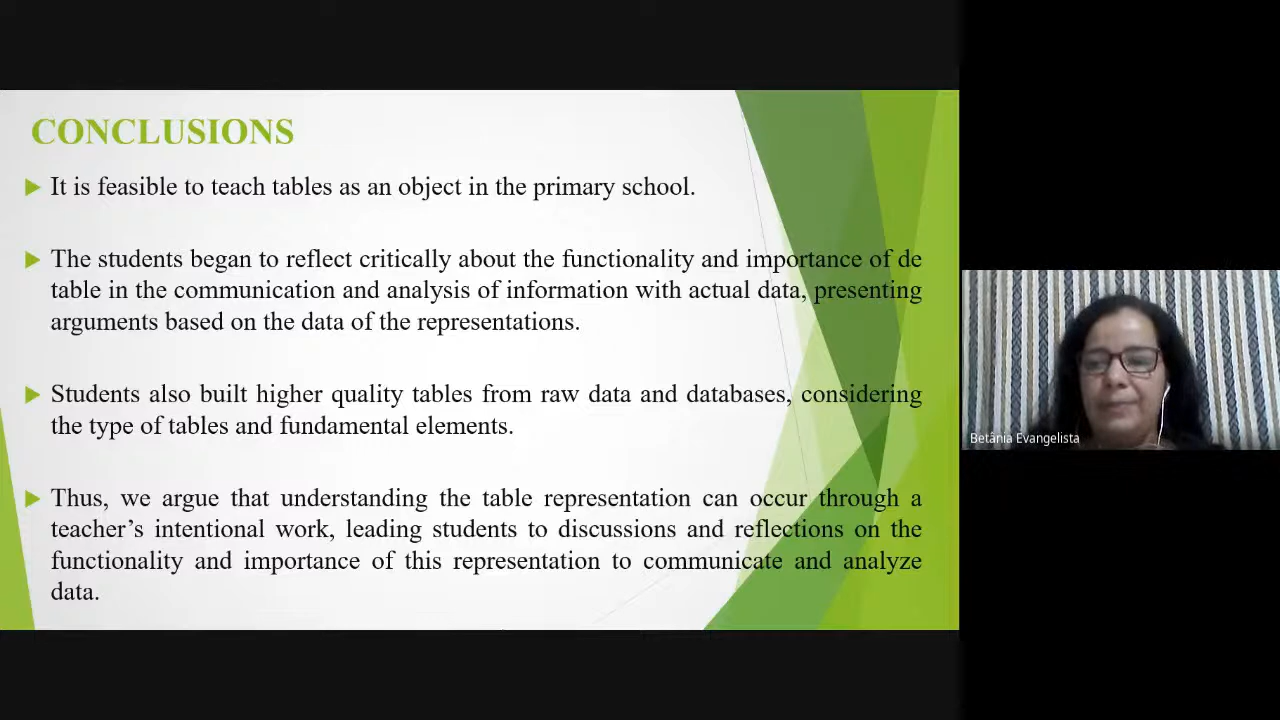 CONCLUSIONS
It is feasible to teach tables as an object in the primary school.
The students began to reflect critically about the functionality and importance of de
table in the communication and analysis of information with actual data, presenting
arguments based on the data of the representations.
Students also built higher quality tables from raw data and databases, considering
the type of tables and fundamental elements.
Thus, we argue that understanding the table representation can occur through a
teacher’s intentional work, leading students to discussions and reflections on the
functionality and importance of this representation to communicate and analyze
data.
Betânia Evangelista